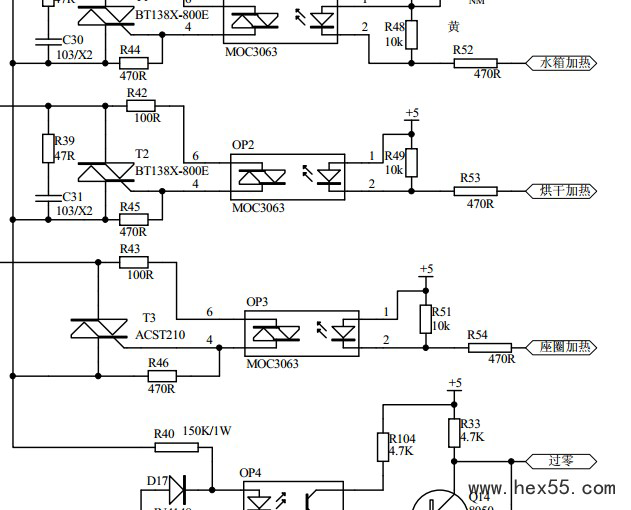 47R
BT138X-800E
C30
103/X2
R44
470R
4
MOC3063
1
2
NM
黄
R48
10k
R52
470R
水箱加热
R42
100R
R39
47R
T2
BT138X-800E
C31
103/X2
R45
470R
6
4
OP2
MOC3063
+5
1
2
R49
10k
R53
470R
烘干加热
R43
100R
T3
ACST210
R46
470R
6
4
OP3
MOC3063
+5
1
2
R51
10k
R54
470R
座圈加热
R40
150K/1W
D17
OP4
+5
R104
4.7K
R33
4.7K
过零
Q14
www.hex55.com